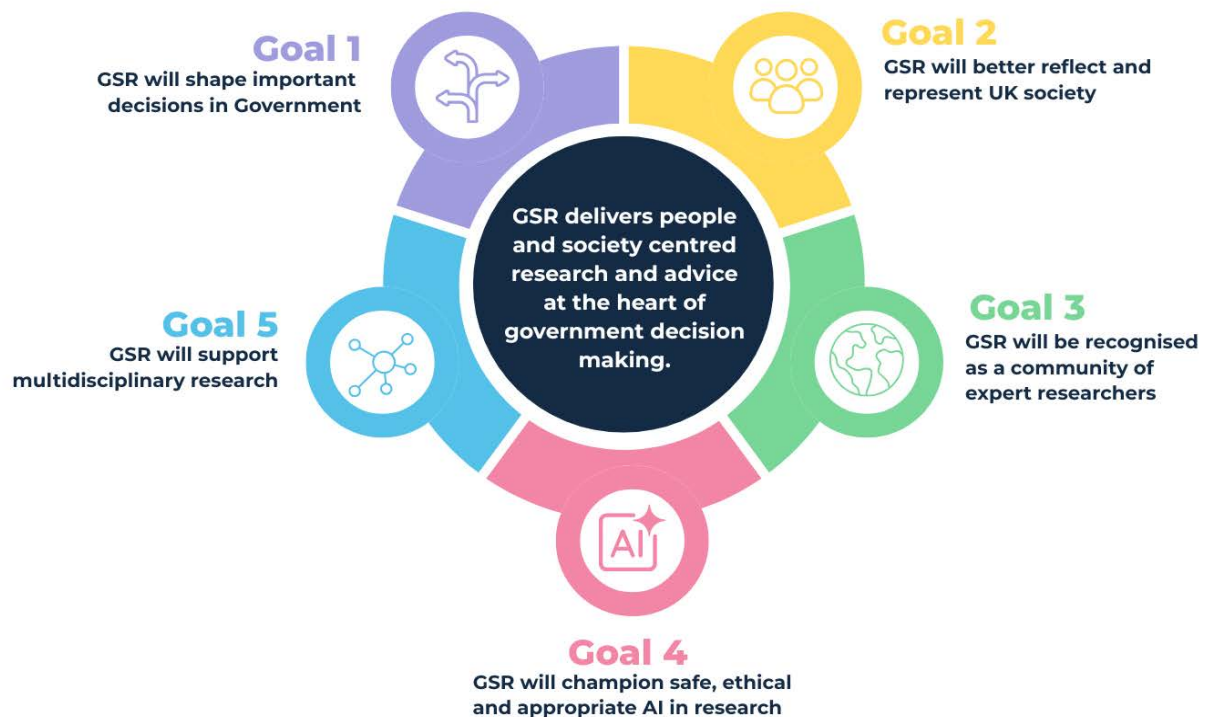 Goal 1
GSR will shape important
decisions in Government
Goal 2
GSR will better reflect and
represent UK society
GSR delivers people
and society centred
research and advice
at the heart of
government decision
making.
Goal 3
GSR will be recognised
as a community of
expert researchers
Goal 5
GSR will support
multidisciplinary research
AI
Goal 4
GSR will champion safe, ethical
and appropriate AI in research